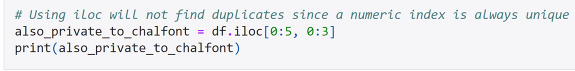 # Using iloc will not find duplicates since a numeric index is always unique
also_private_to_chalfont = df.iloc[0:5, 0:3]
print(also_private_to_chalfont)